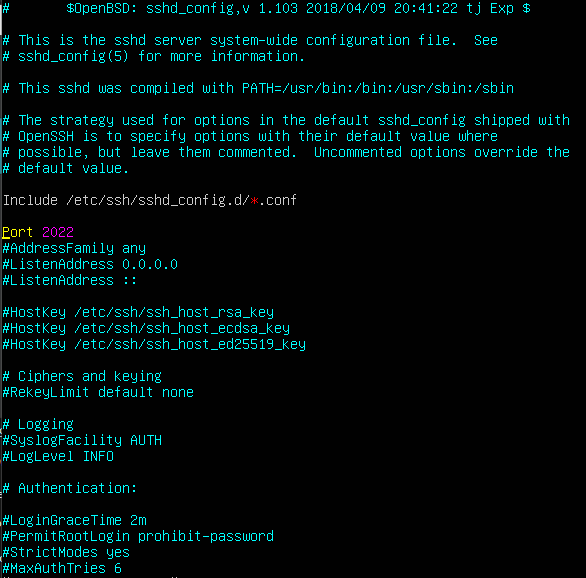 #       $OpenBSD: sshd_config,v 1.103 2018/04/09 20:41:22 tj Exp $
# This is the sshd server system-wide configuration file.  See
# sshd_config(5) for more information.
# This sshd was compiled with PATH=/usr/bin:/bin:/usr/sbin:/sbin
# The strategy used for options in the default sshd_config shipped with
# OpenSSH is to specify options with their default value where
# possible, but leave them commented.  Uncommented options override the
# default value.
Include /etc/ssh/sshd_config.d/*.conf
Port 2022
#AddressFamily any
#ListenAddress 0.0.0.0
#ListenAddress ::
#HostKey /etc/ssh/ssh_host_rsa_key
#HostKey /etc/ssh/ssh_host_ecdsa_key
#HostKey /etc/ssh/ssh_host_ed25519_key
# Ciphers and keying
#RekeyLimit default none
# Logging
#SyslogFacility AUTH
#LogLevel INFO
# Authentication:
#LoginGraceTime 2m
#PermitRootLogin prohibit-password
#StrictModes yes
#MaxAuthTries 6